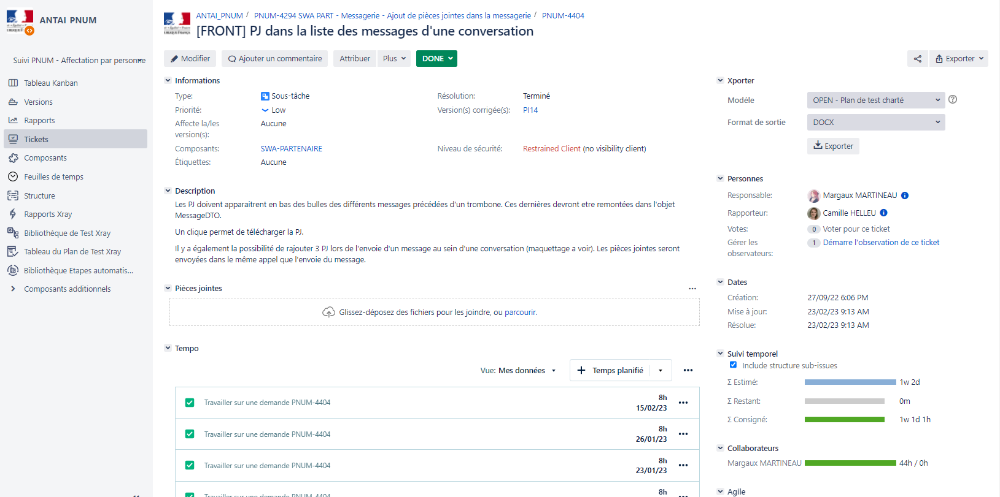 ANTAI PNUM
Suivi PNUM - Affectation par personne
Tableau Kanban
Versions
Rapports
Tickets
Composants
Feuilles de temps
Structure
Rapports Xray
Bibliothèque de Test Xray
Tableau du Plan de Test Xray
Bibliothèque Etapes automatis...
Composants additionnels
ANTAI_PNUM / PNUM-4294 SWA PART - Messagerie - Ajout de pièces jointes dans la messagerie / PNUM-4404
[FRONT] PJ dans la liste des messages d'une conversation
Modifier Ajouter un commentaire Attribuer Plus DONE Exporter
Informations
Type: Sous-tâche Résolution: Terminé
Priorité: Low Version(s) corrigée(s): PI14
Affecte la/les version(s): Aucune
Composants: SWA-PARTENAIRE Niveau de sécurité: Restrained Client (no visibility client)
Étiquettes: Aucune
Description
Les PJ doivent apparaitrent en bas des bulles des différents messages précédées d'un trombone. Ces dernières devront etre remontées dans l'objet
MessageDTO.
Un clique permet de télécharger la PJ.
Il y a également la possibilité de rajouter 3 PJ lors de l'envoie d'un message au sein d'une conversation (maquettage a voir). Les pièces jointes seront
envoyées dans le même appel que l'envoie du message.
Pièces jointes
Glissez-déposez des fichiers pour les joindre, ou parcourir.
Tempo
Vue: Mes données Temps planifié
Travailler sur une demande PNUM-4404 8h
15/02/23
Travailler sur une demande PNUM-4404 8h
26/01/23
Travailler sur une demande PNUM-4404 8h
23/01/23
Travailler sur une demande PNUM-4404 8h
Xporter
Modèle OPEN - Plan de test charté
Format de sortie DOCX
Exporter
Personnes
Responsable: Margaux MARTINEAU
Rapporteur: Camille HELLEU
Votes: 0 Voter pour ce ticket
Gérer les observateurs: 1 Démarre l'observation de ce ticket
Dates
Création: 27/09/22 6:06 PM
Mise à jour: 23/02/23 9:13 AM
Résolue: 23/02/23 9:13 AM
Suivi temporel
Include structure sub-issues
Σ Estimé: 1w 2d
Σ Restant: 0m
Σ Consigné: 1w 1d 1h
Collaborateurs
Margaux MARTINEAU 44h / 0h
Agile